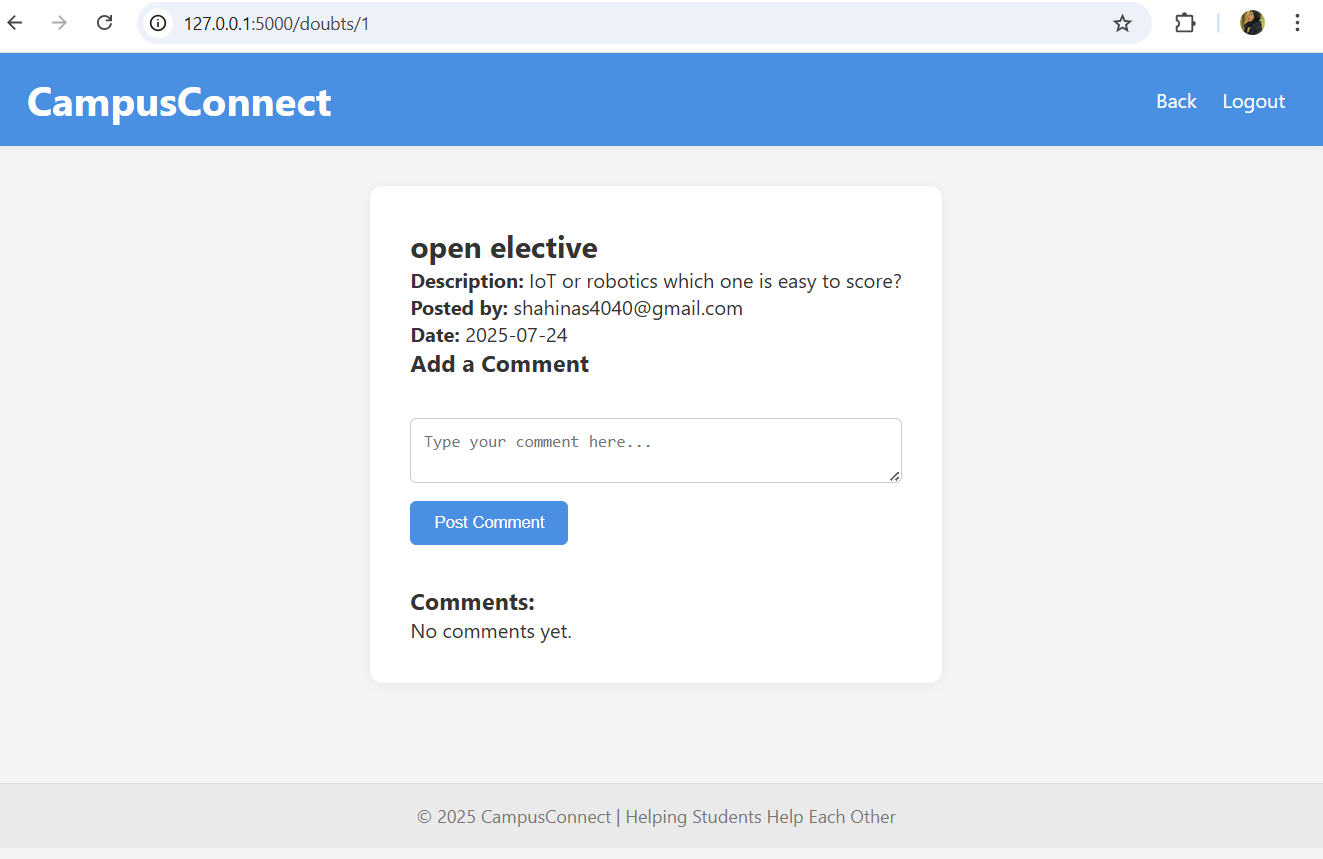 127.0.0.1:5000/doubts/1
CampusConnect
Back Logout
open elective
Description: IoT or robotics which one is easy to score?
Posted by: shahinas4040@gmail.com
Date: 2025-07-24
Add a Comment
Type your comment here...
Post Comment
Comments:
No comments yet.
© 2025 CampusConnect | Helping Students Help Each Other